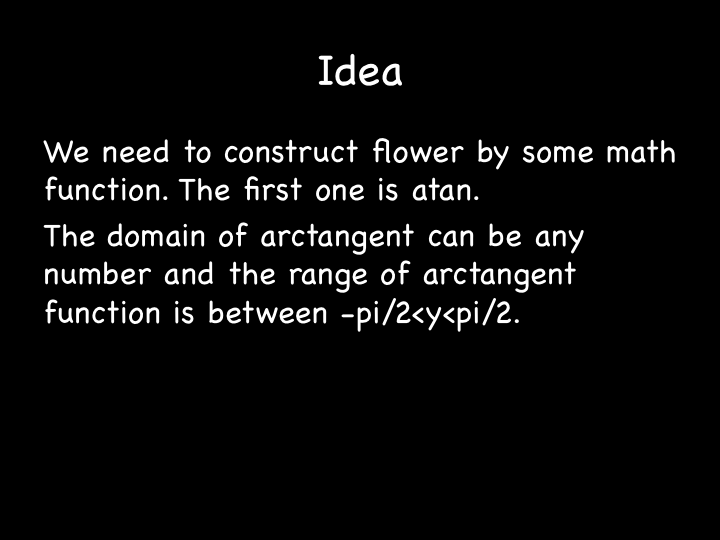 Idea
We need to construct flower by some math
function. The first one is atan.
The domain of arctangent can be any
number and the range of arctangent
function is between -pi/2<y<pi/2.